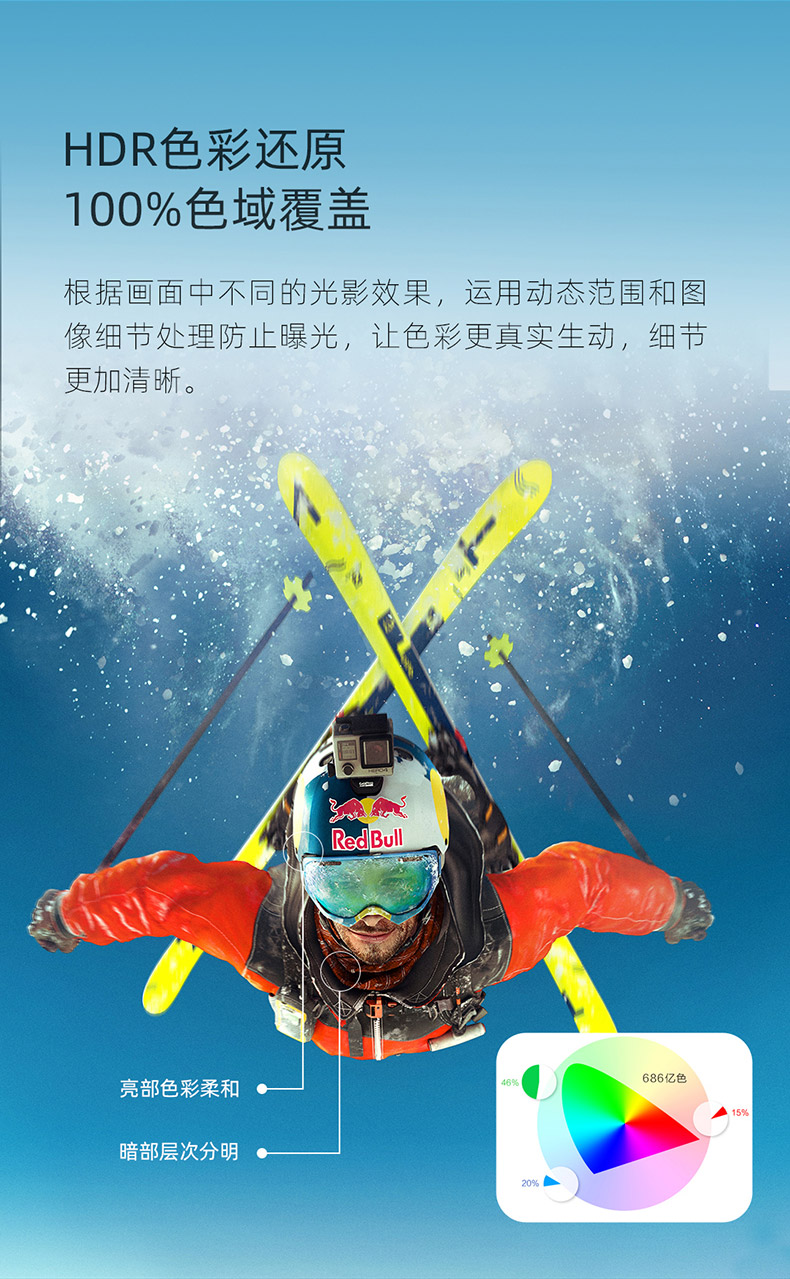 HDR色彩还原
100%色域覆盖
根据画面中不同的光影效果，运用动态范围和图
像细节处理防止曝光，让色彩更真实生动，细节
更加清晰。
HERO4
GoPro
Red Bull
亮部色彩柔和
暗部层次分明
46%
686亿色
15%
20%